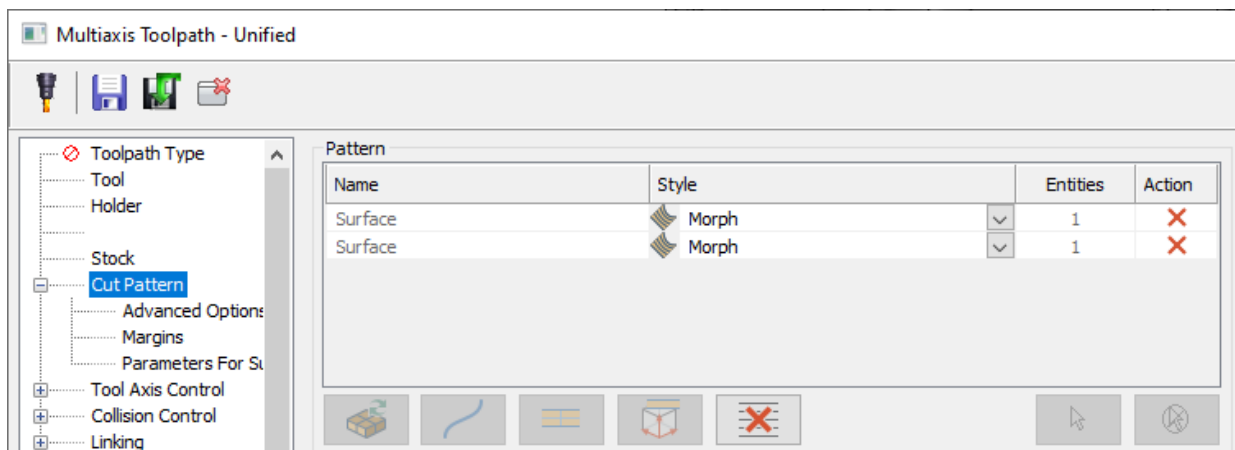 Multiaxis Toolpath - Unified
Toolpath Type
Tool
Holder
Stock
Cut Pattern
Advanced Options
Margins
Parameters For Su
Tool Axis Control
Collision Control
Linking
Pattern
Name Style Entities Action
Surface Morph 1
Surface Morph 1